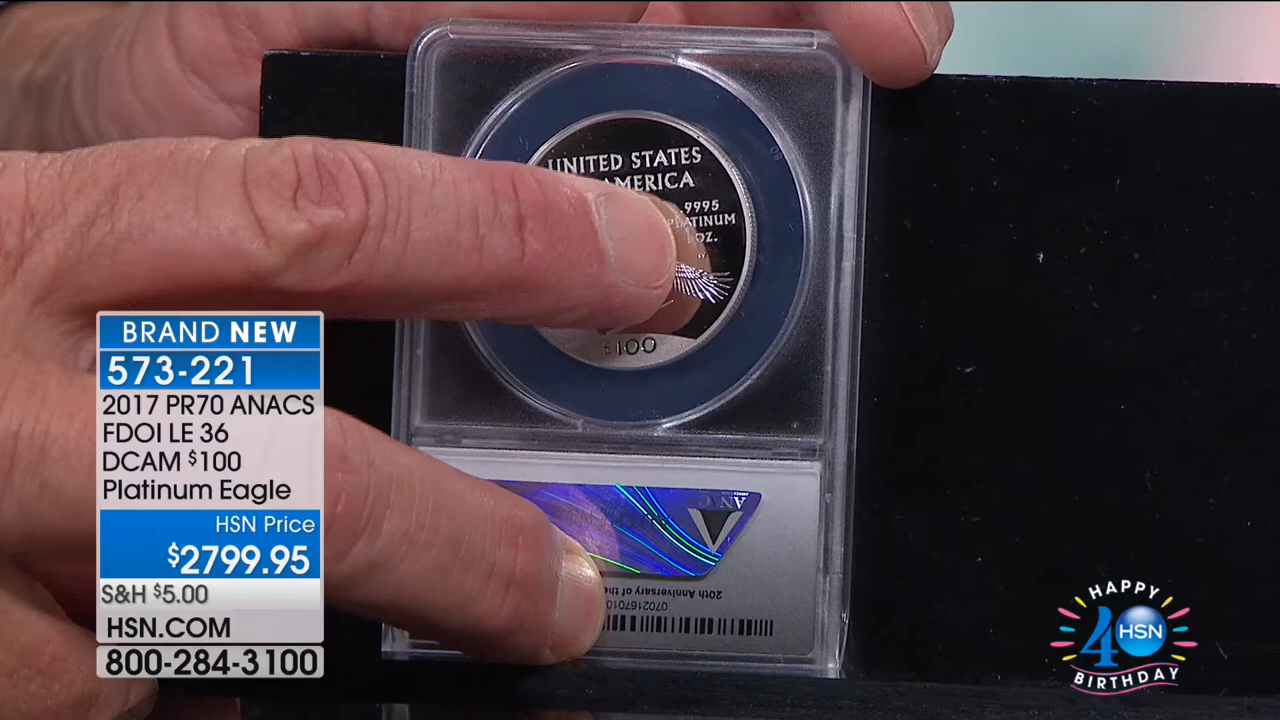 UNITED STATES
AMERICA
.9995
PLATINUM
1 OZ.
$100
BRAND NEW
573-221
2017 PR70 ANACS
FDOI LE 36
DCAM $100
Platinum Eagle
HSN Price
$2799.95
S&H $5.00
HSN.COM
800-284-3100
20th Anniversary of the
HAPPY
40 HSN
BIRTHDAY